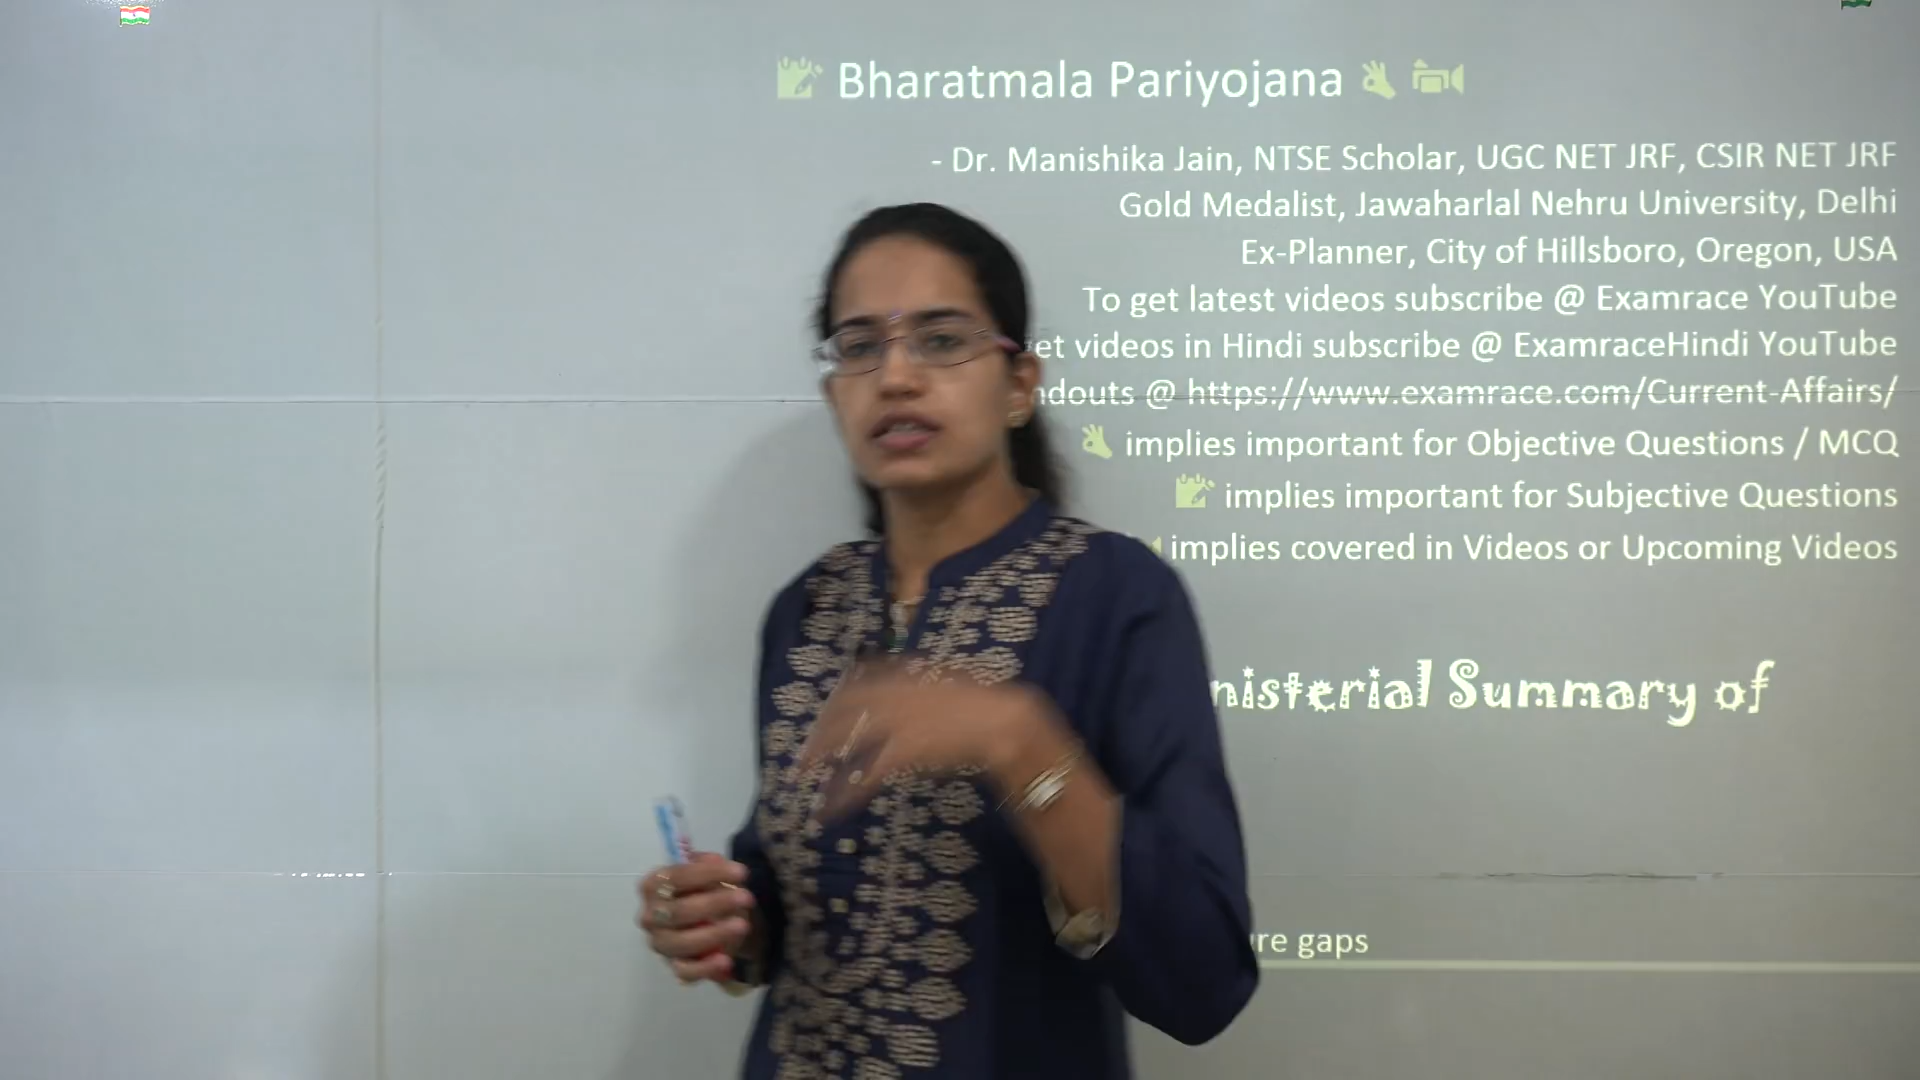 Bharatmala Pariyojana
- Dr. Manishika Jain, NTSE Scholar, UGC NET JRF, CSIR NET JRF
Gold Medalist, Jawaharlal Nehru University, Delhi
Ex-Planner, City of Hillsboro, Oregon, USA
To get latest videos subscribe @ Examrace YouTube
videos in Hindi subscribe @ ExamraceHindi YouTube
@ https://www.examrace.com/Current-Affairs/
implies important for Objective Questions / MCQ
implies important for Subjective Questions
implies covered in Videos or Upcoming Videos
Summary of
gaps